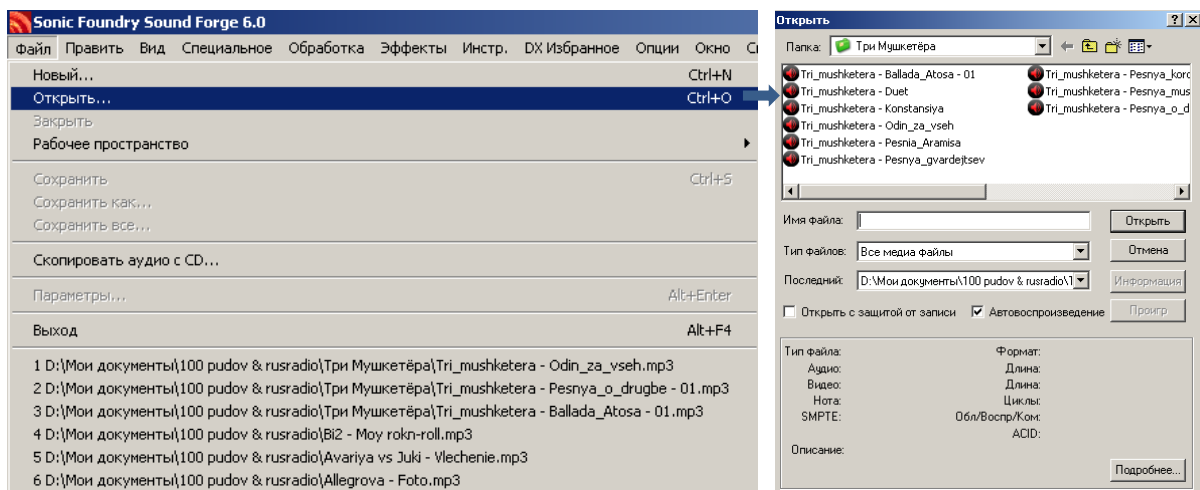 Sonic Foundry Sound Forge 6.0
Файл Править Вид Специальное Обработка Эффекты Инстр. DX Избранное Опции Окно
Новый... Ctrl+N
Открыть... Ctrl+O
Закрыть
Рабочее пространство
Сохранить Ctrl+S
Сохранить как...
Сохранить все...
Скопировать аудио с CD...
Параметры... Alt+Enter
Выход Alt+F4
1 D:\Мои документы\100 pudov & rusradio\Три Мушкетёра\Tri_mushketera - Odin_za_vseh.mp3
2 D:\Мои документы\100 pudov & rusradio\Три Мушкетёра\Tri_mushketera - Pesnya_o_drugbe - 01.mp3
3 D:\Мои документы\100 pudov & rusradio\Три Мушкетёра\Tri_mushketera - Ballada_Atosa - 01.mp3
4 D:\Мои документы\100 pudov & rusradio\Bi2 - Moy rokn-roll.mp3
5 D:\Мои документы\100 pudov & rusradio\Avariya vs Juki - Vlechenie.mp3
6 D:\Мои документы\100 pudov & rusradio\Allegrova - Foto.mp3
Открыть
Папка: Три Мушкетёра
Tri_mushketera - Ballada_Atosa - 01
Tri_mushketera - Duet
Tri_mushketera - Konstansiya
Tri_mushketera - Odin_za_vseh
Tri_mushketera - Pesnia_Aramisa
Tri_mushketera - Pesnya_gvardejtsev
Tri_mushketera - Pesnya_korc
Tri_mushketera - Pesnya_mus
Tri_mushketera - Pesnya_o_d
Имя файла: Открыть
Тип файлов: Все медиа файлы Отмена
Последний: D:\Мои документы\100 pudov & rusradio\ Информация
Открыть с защитой от записи Автовоспроизведение Проигр
Тип файла: Формат:
Аудио: Длина:
Видео: Длина:
Нота: Циклы:
SMPTE: Обл/Воспр/Ком:
ACID:
Описание:
Подробнее...